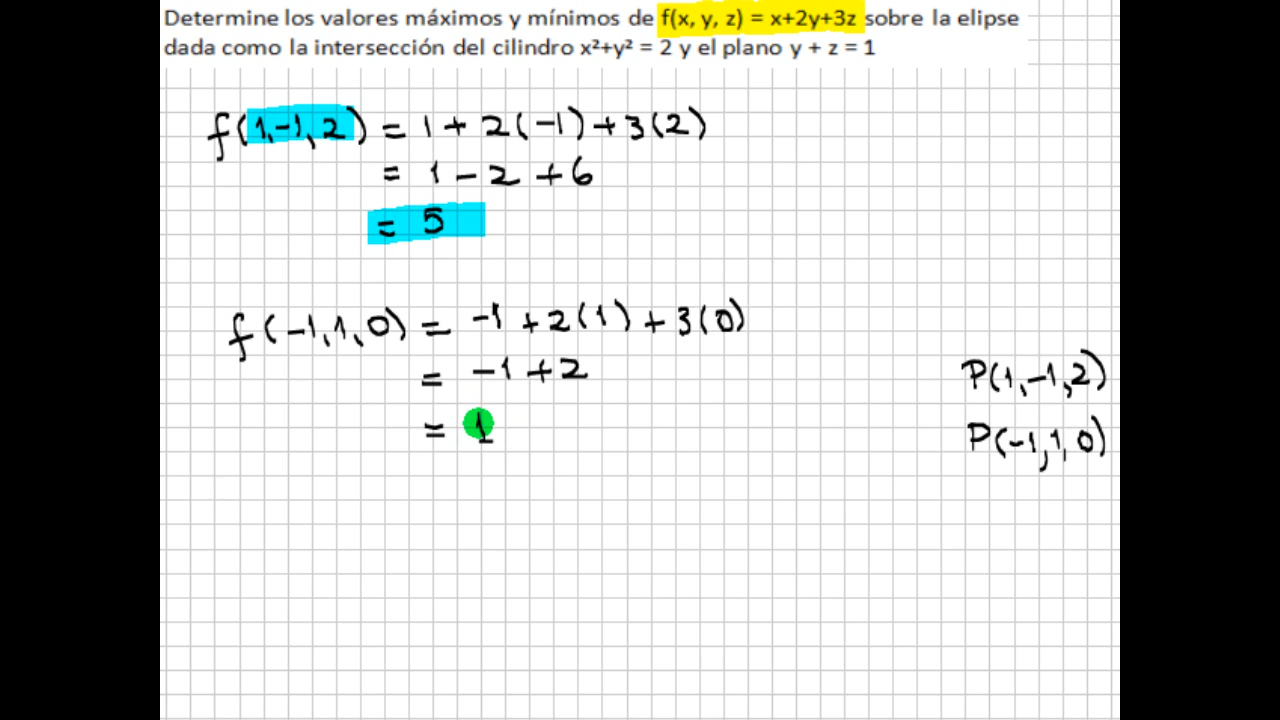 Determine los valores máximos y mínimos de f(x, y, z) = x+2y+3z sobre la elipse
dada como la intersección del cilindro x²+y² = 2 y el plano y + z = 1
f(1,-1,2) = 1 + 2(-1) + 3(2)
= 1 - 2 + 6
= 5
f(-1,1,0) = -1 + 2(1) + 3(0)
= -1 + 2
= 1
P(1,-1,2)
P(-1,1,0)